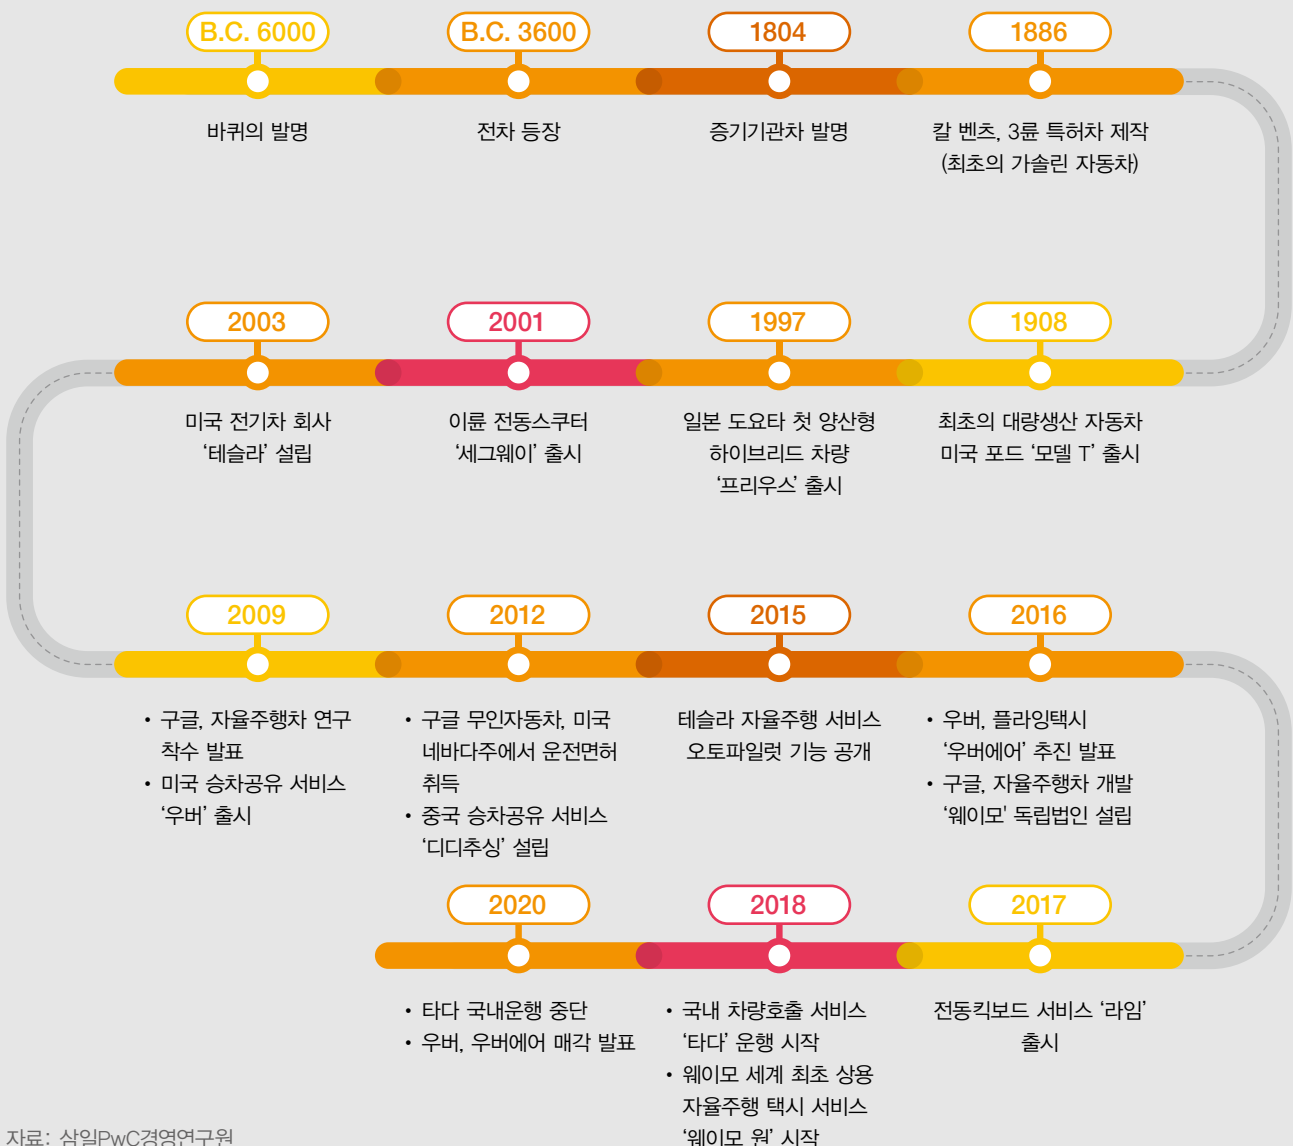 B.C. 6000
바퀴의 발명
B.C. 3600
전차 등장
1804
증기기관차 발명
1886
칼 벤츠, 3륜 특허차 제작
(최초의 가솔린 자동차)
1908
최초의 대량생산 자동차
미국 포드 ‘모델 T’ 출시
1997
일본 도요타 첫 양산형
하이브리드 차량
‘프리우스’ 출시
2001
이륜 전동스쿠터
‘세그웨이’ 출시
2003
미국 전기차 회사
‘테슬라’ 설립
2009
• 구글, 자율주행차 연구
착수 발표
• 미국 승차공유 서비스
‘우버’ 출시
2012
• 구글 무인자동차, 미국
네바다주에서 운전면허
취득
• 중국 승차공유 서비스
‘디디추싱’ 설립
2015
테슬라 자율주행 서비스
오토파일럿 기능 공개
2016
• 우버, 플라잉택시
‘우버에어’ 추진 발표
• 구글, 자율주행차 개발
‘웨이모' 독립법인 설립
2017
전동킥보드 서비스 ‘라임’
출시
2018
• 국내 차량호출 서비스
‘타다’ 운행 시작
• 웨이모 세계 최초 상용
자율주행 택시 서비스
‘웨이모 원’ 시작
2020
• 타다 국내운행 중단
• 우버, 우버에어 매각 발표
자료: 삼일PwC경영연구원